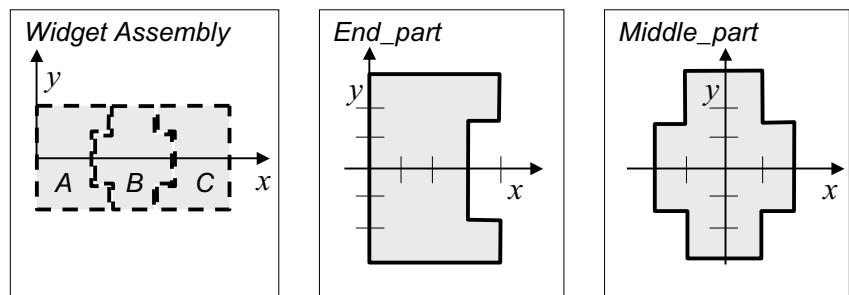 Widget Assembly
y
x
A
B
C
End_part
y
x
Middle_part
y
x